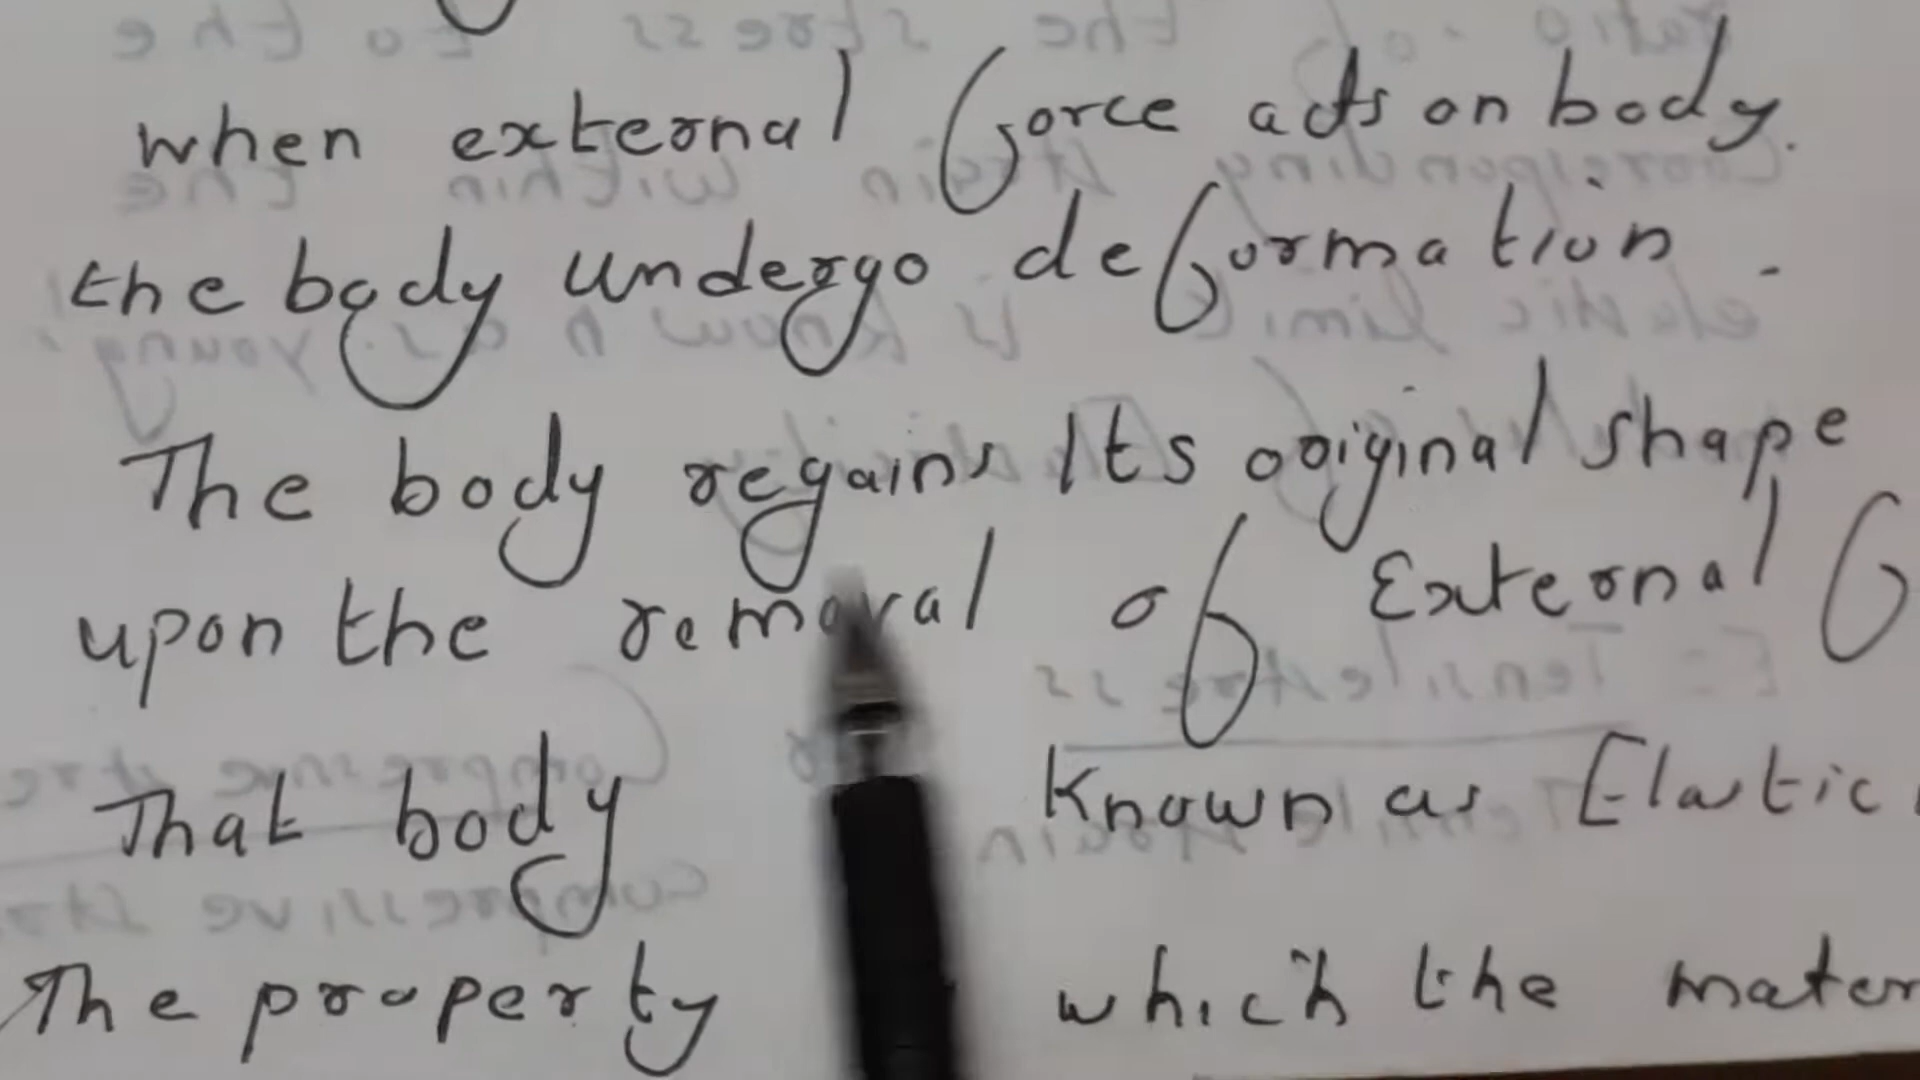 when external force acts on body.
the body undergo deformation.
The body regains Its original shape
upon the removal of External
That body known as Elastic
The property which the